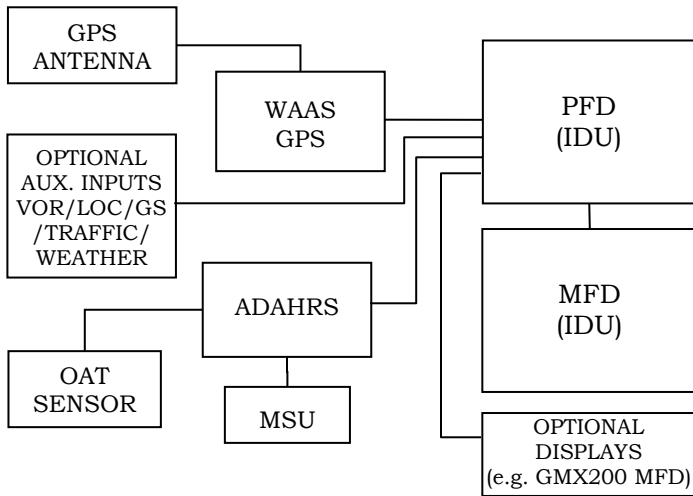 GPS
ANTENNA
WAAS
GPS
PFD
(IDU)
OPTIONAL
AUX. INPUTS
VOR/LOC/GS
/TRAFFIC/
WEATHER
ADAHRS
MFD
(IDU)
OAT
SENSOR
MSU
OPTIONAL
DISPLAYS
(e.g. GMX200 MFD)